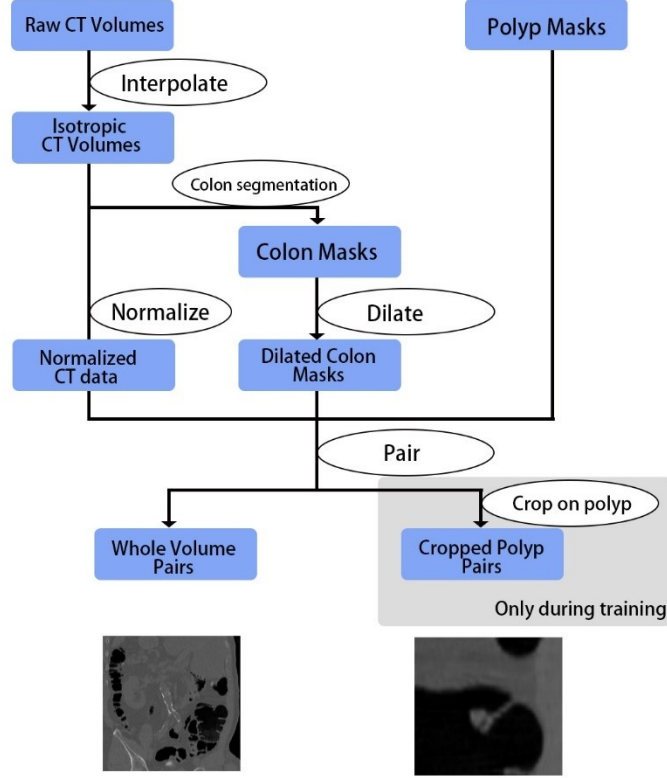 Raw CT Volumes
Polyp Masks
Interpolate
Isotropic
CT Volumes
Colon segmentation
Colon Masks
Normalize
Dilate
Normalized
CT data
Dilated Colon
Masks
Pair
Crop on polyp
Whole Volume
Pairs
Cropped Polyp
Pairs
Only during training